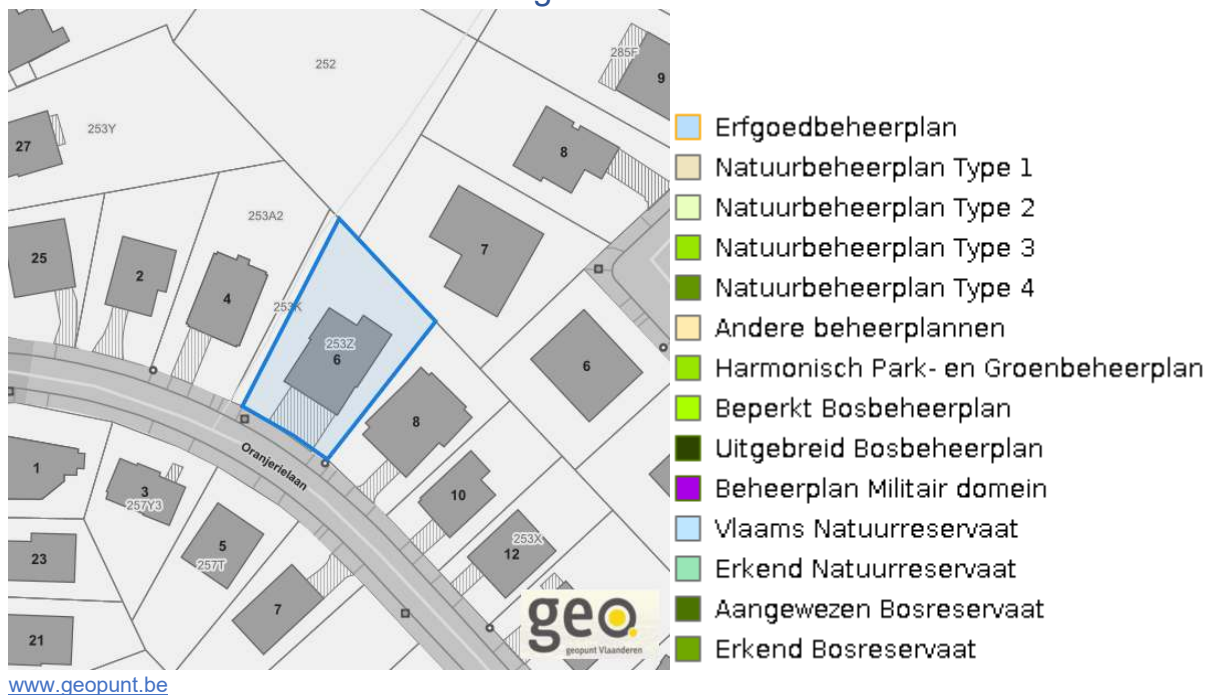 252
285F
9
253Y
27
8
253A2
7
25
2
4
253K
253Z
6
6
8
Oranjerielaan
1
3
257Y3
10
5
257T
253X
12
23
7
21
geo.
geopunt Vlaanderen
Erfgoedbeheerplan
Natuurbeheerplan Type 1
Natuurbeheerplan Type 2
Natuurbeheerplan Type 3
Natuurbeheerplan Type 4
Andere beheerplannen
Harmonisch Park- en Groenbeheerplan
Beperkt Bosbeheerplan
Uitgebreid Bosbeheerplan
Beheerplan Militair domein
Vlaams Natuurreservaat
Erkend Natuurreservaat
Aangewezen Bosreservaat
Erkend Bosreservaat
www.geopunt.be